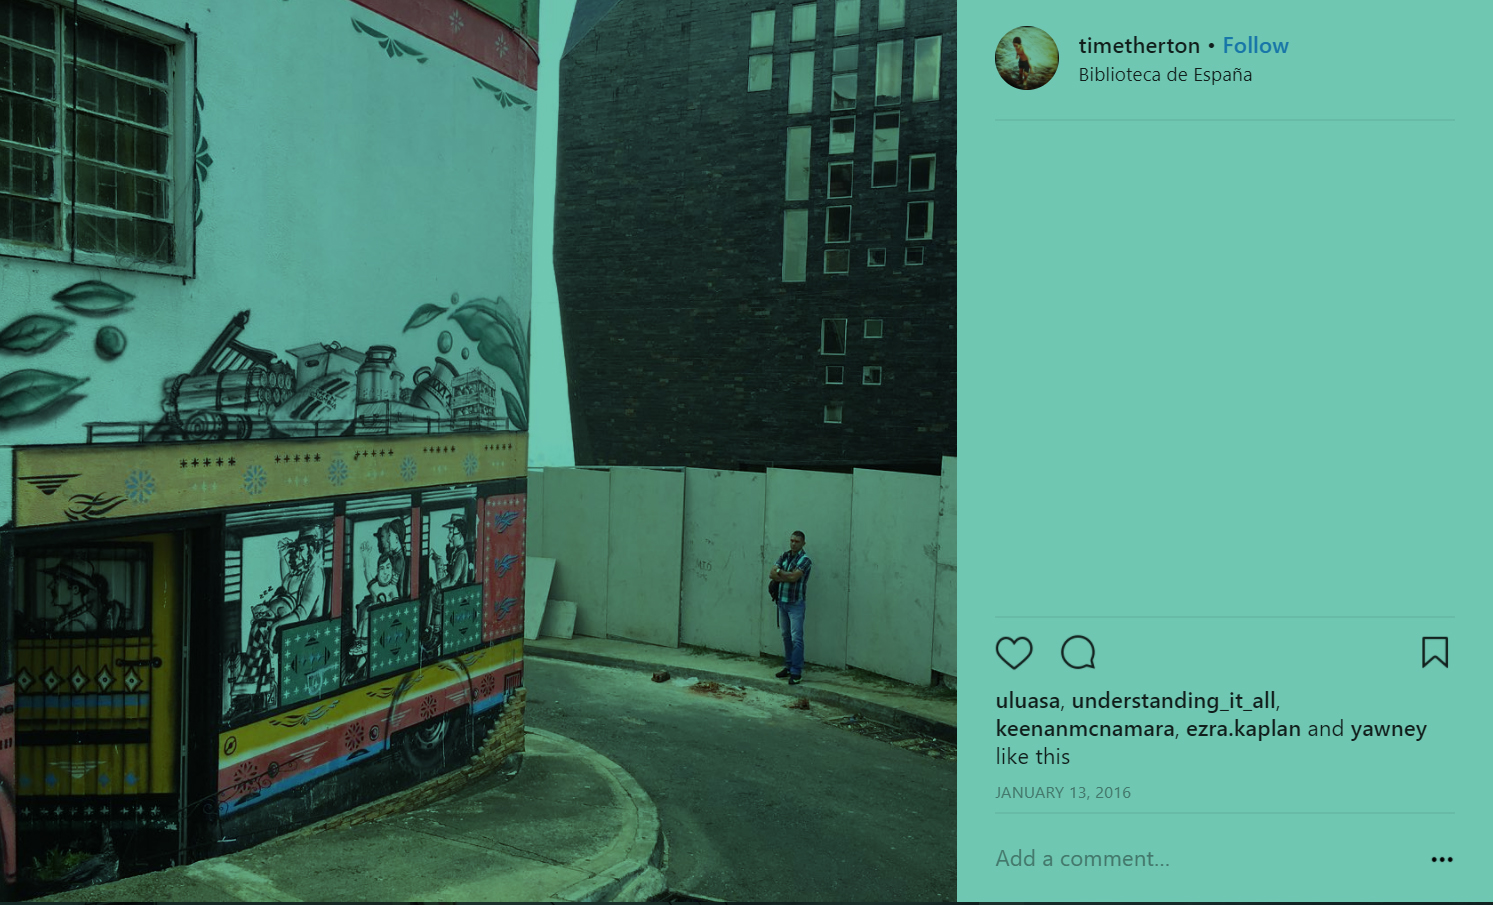 timetherton • Follow
Biblioteca de España
uluasa, understanding_it_all,
keenanmcnamara, ezra.kaplan and yawney
like this
JANUARY 13, 2016
Add a comment...